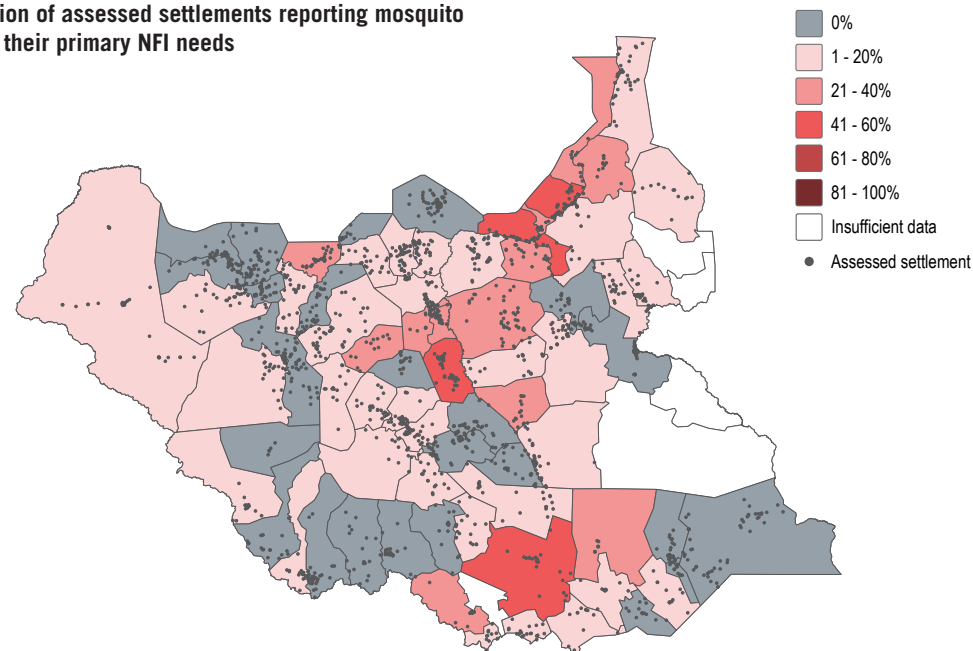 ion of assessed settlements reporting mosquito
their primary NFI needs
0%
1 - 20%
21 - 40%
41 - 60%
61 - 80%
81 - 100%
Insufficient data
Assessed settlement